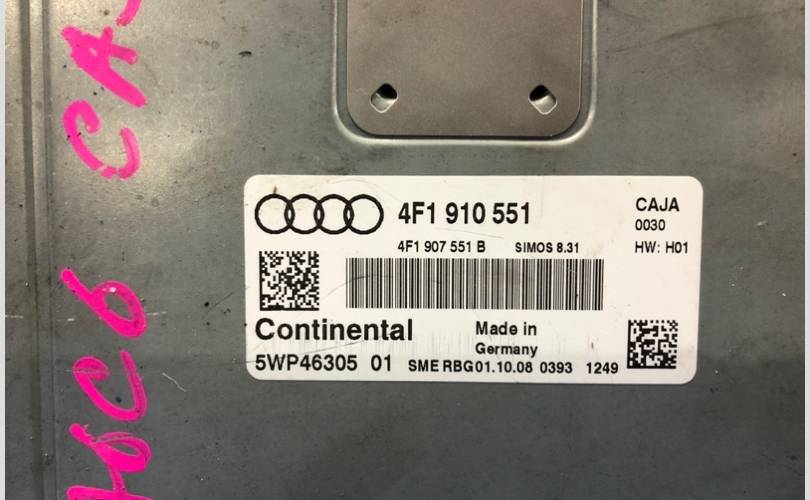 4F1 910 551
CAJA
0030
4F1 907 551 B SIMOS 8.31
HW: H01
Continental
Made in
Germany
5WP46305 01 SME RBG01.10.08 0393 1249
CA